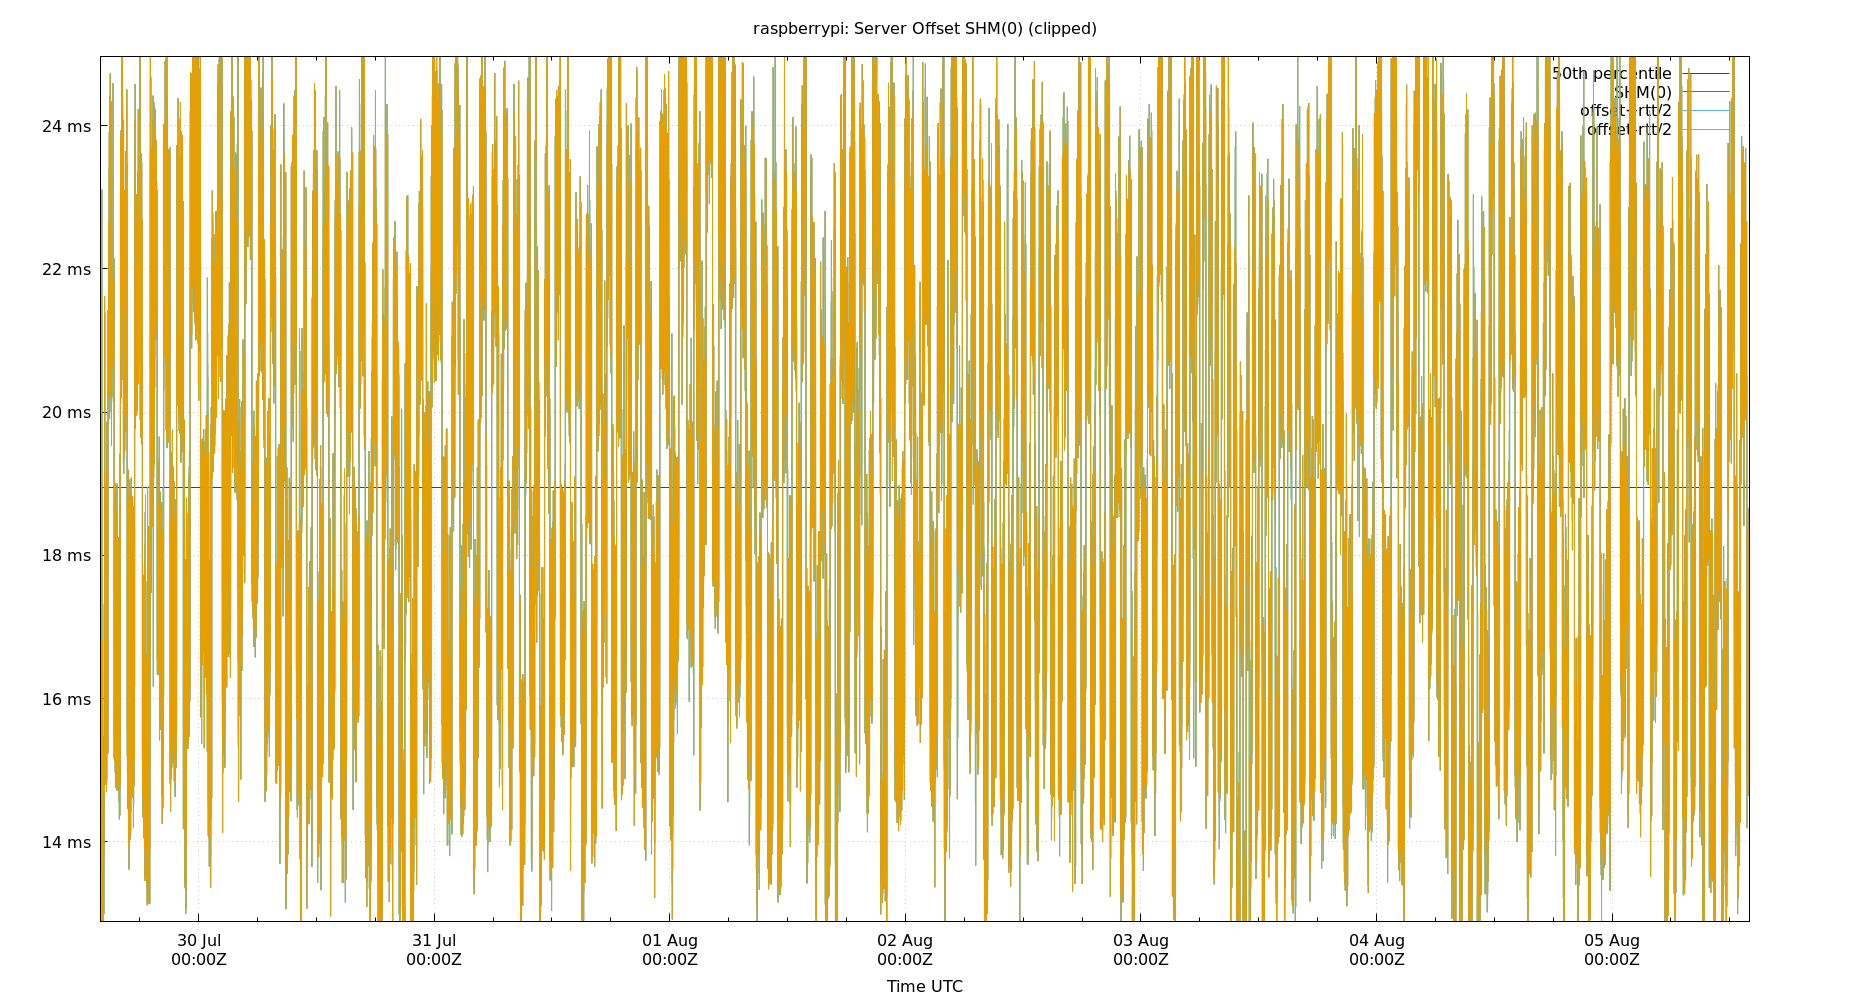 raspberrypi: Server Offset SHM(0) (clipped)
50th percentile
SHM(0)
offset+rtt/2
offset-rtt/2
24 ms
22 ms
20 ms
18 ms
16 ms
14 ms
30 Jul 31 Jul 01 Aug 02 Aug 03 Aug 04 Aug 05 Aug
00:00Z 00:00Z 00:00Z 00:00Z 00:00Z 00:00Z 00:00Z
Time UTC